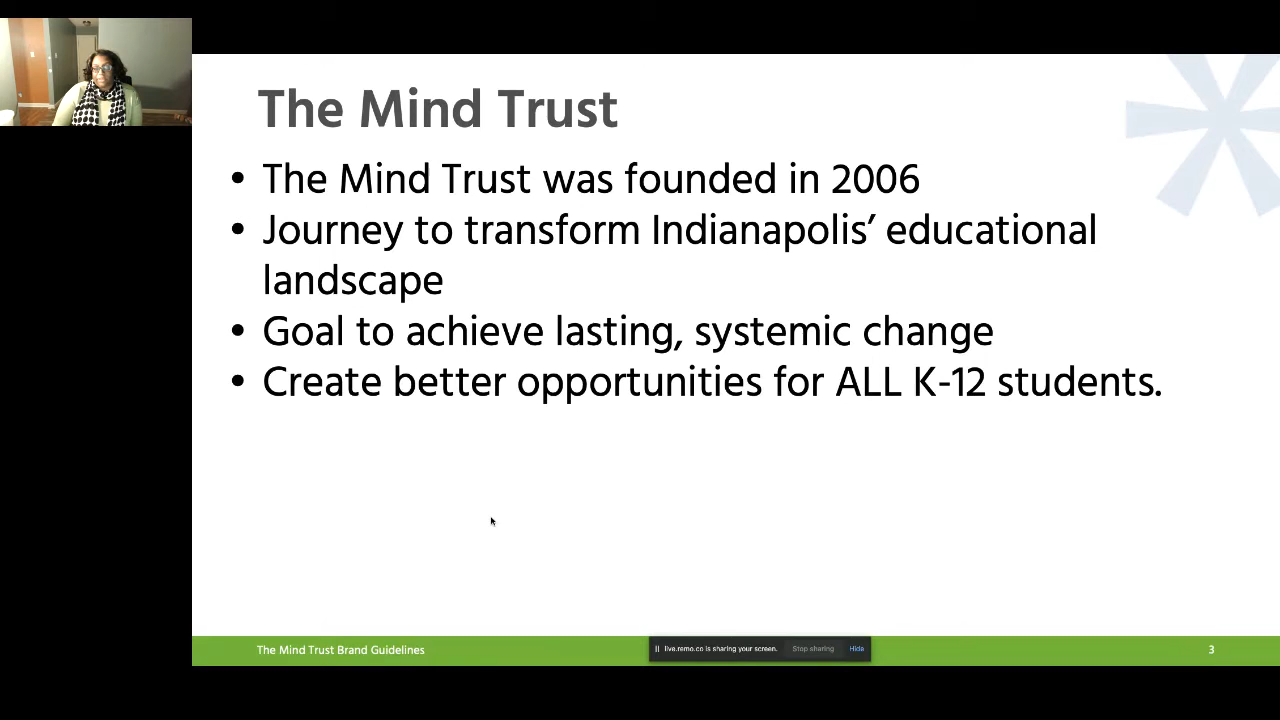 The Mind Trust
• The Mind Trust was founded in 2006
• Journey to transform Indianapolis’ educational
landscape
• Goal to achieve lasting, systemic change
• Create better opportunities for ALL K-12 students.
The Mind Trust Brand Guidelines
live.remo.co is sharing your screen. Stop sharing Hide
3